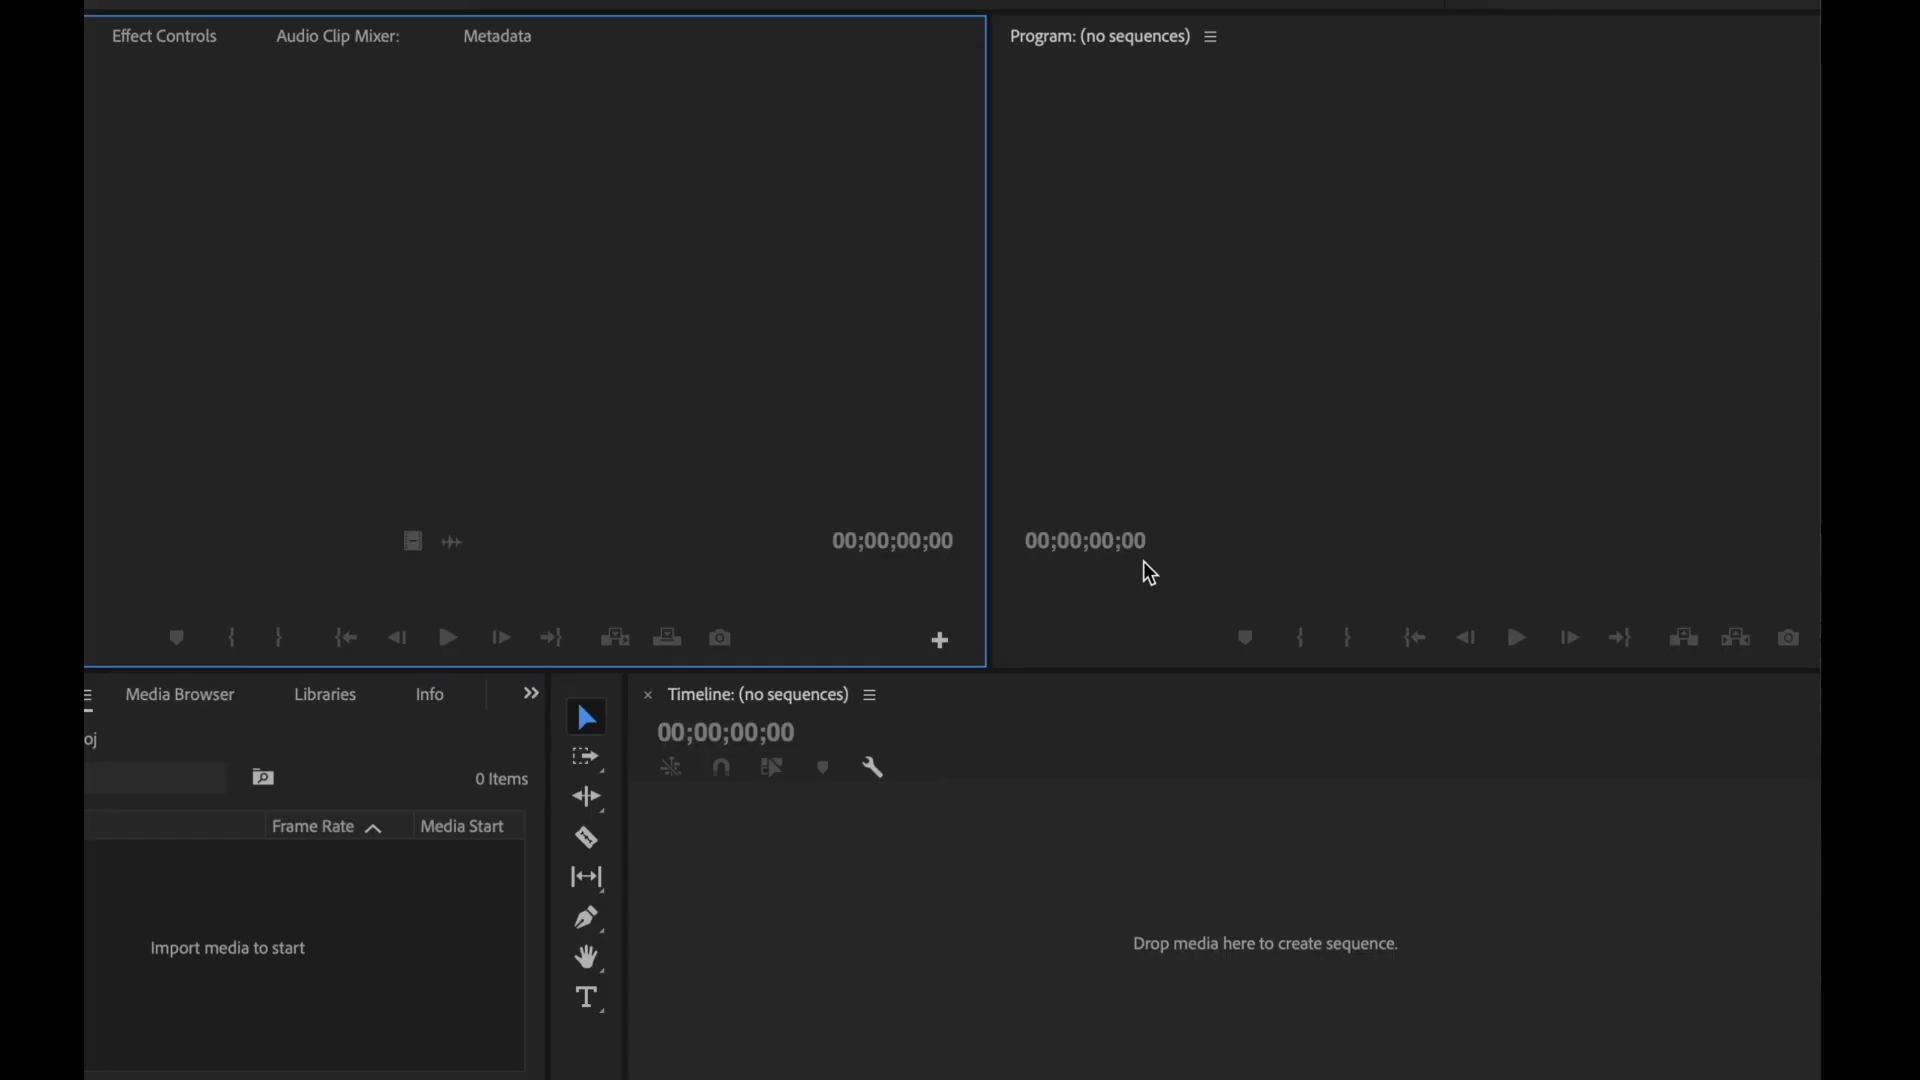 Effect Controls
Audio Clip Mixer:
Metadata
Program: (no sequences)
00;00;00;00
00;00;00;00
Media Browser
Libraries
Info
oj
0 Items
Frame Rate
Media Start
Import media to start
Timeline: (no sequences)
00;00;00;00
Drop media here to create sequence.